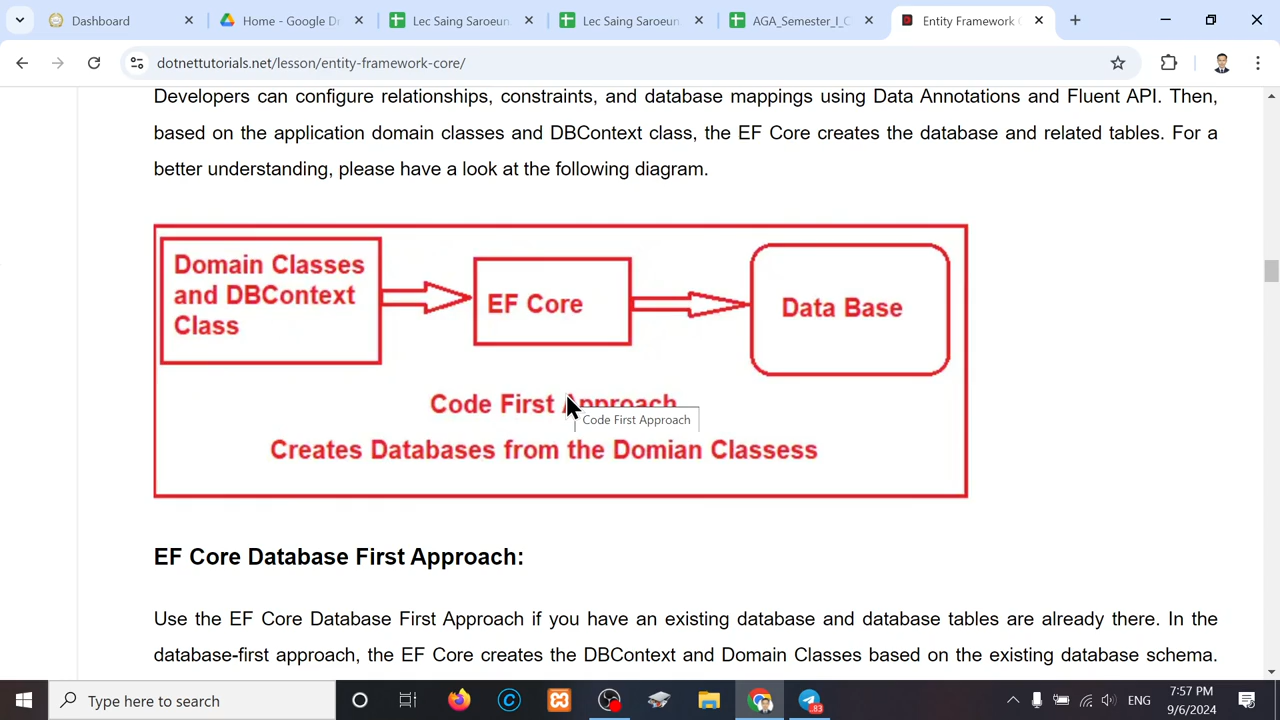 Dashboard
Home - Google Dr
Lec Saing Saroeun
Lec Saing Saroeun
AGA_Semester_I_C
Entity Framework C
dotnettutorials.net/lesson/entity-framework-core/
Developers can configure relationships, constraints, and database mappings using Data Annotations and Fluent API. Then,
based on the application domain classes and DBContext class, the EF Core creates the database and related tables. For a
better understanding, please have a look at the following diagram.
Domain Classes
and DBContext
Class
EF Core
Data Base
Code First Approach
Code First Approach
Creates Databases from the Domian Classess
EF Core Database First Approach:
Use the EF Core Database First Approach if you have an existing database and database tables are already there. In the
database-first approach, the EF Core creates the DBContext and Domain Classes based on the existing database schema.
Type here to search
83
ENG
7:57 PM
9/6/2024